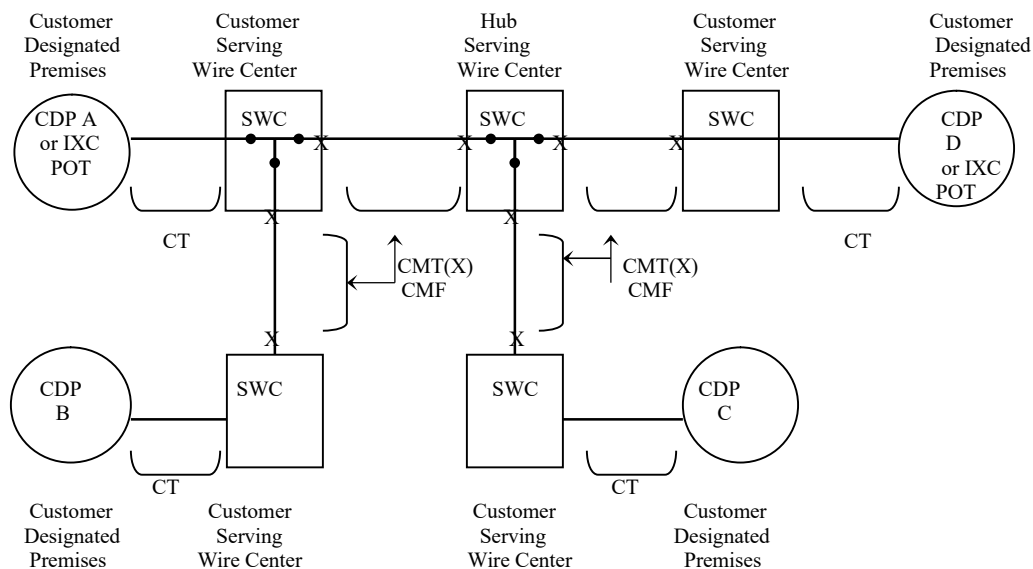 Customer
Designated
Premises
Customer
Serving
Wire Center
Hub
Serving
Wire Center
Customer
Serving
Wire Center
Customer
Designated
Premises
CDP A
or IXC
POT
SWC
SWC
SWC
CDP
D
or IXC
POT
X
X
X
X
X
X
CT
CT
CMT(X)
CMF
CMT(X)
CMF
X
X
CDP
B
SWC
SWC
CDP
C
CT
CT
Customer
Designated
Premises
Customer
Serving
Wire Center
Customer
Serving
Wire Center
Customer
Designated
Premises